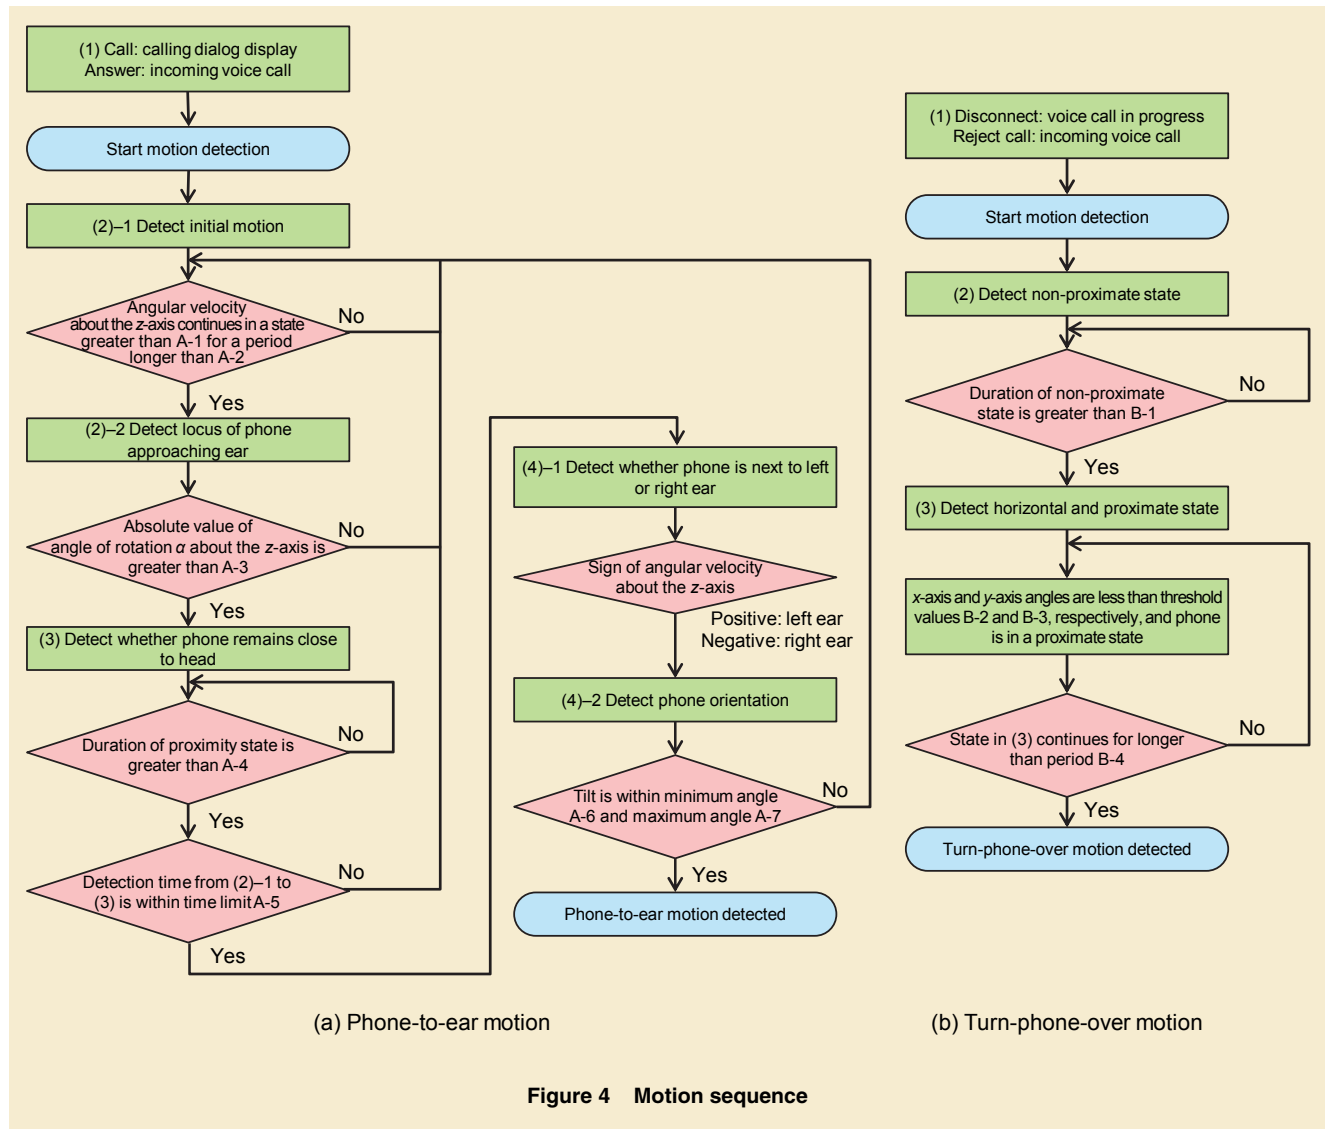 (1) Call: calling dialog display
Answer: incoming voice call
Start motion detection
(2)–1 Detect initial motion
Angular velocity
about the z-axis continues in a state
greater than A-1 for a period
longer than A-2
No
Yes
(2)–2 Detect locus of phone
approaching ear
Absolute value of
angle of rotation α about the z-axis is
greater than A-3
No
Yes
(3) Detect whether phone remains close
to head
Duration of proximity state is
greater than A-4
No
Yes
Detection time from (2)–1 to
(3) is within time limit A-5
No
Yes
(4)–1 Detect whether phone is next to left
or right ear
Sign of angular velocity
about the z-axis
Positive: left ear
Negative: right ear
(4)–2 Detect phone orientation
Tilt is within minimum angle
A-6 and maximum angle A-7
No
Yes
Phone-to-ear motion detected
(a) Phone-to-ear motion
(1) Disconnect: voice call in progress
Reject call: incoming voice call
Start motion detection
(2) Detect non-proximate state
Duration of non-proximate
state is greater than B-1
No
Yes
(3) Detect horizontal and proximate state
x-axis and y-axis angles are less than threshold
values B-2 and B-3, respectively, and phone
is in a proximate state
State in (3) continues for longer
than period B-4
No
Yes
Turn-phone-over motion detected
(b) Turn-phone-over motion
Figure 4 Motion sequence